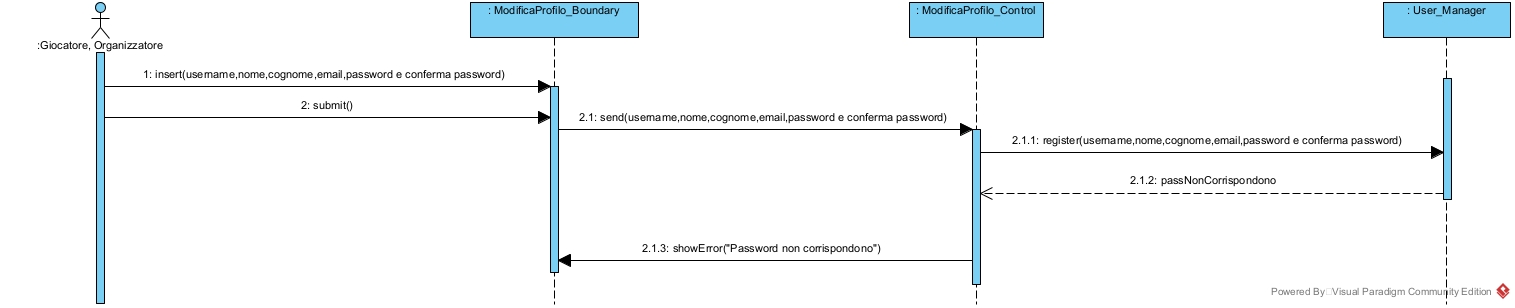 : ModificaProfilo_Boundary
: ModificaProfilo_Control
: User_Manager
:Giocatore, Organizzatore
1: insert(username,nome,cognome,email,password e conferma password)
2: submit()
2.1: send(username,nome,cognome,email,password e conferma password)
2.1.1: register(username,nome,cognome,email,password e conferma password)
2.1.2: passNonCorrispondono
2.1.3: showError("Password non corrispondono")
Powered By Visual Paradigm Community Edition